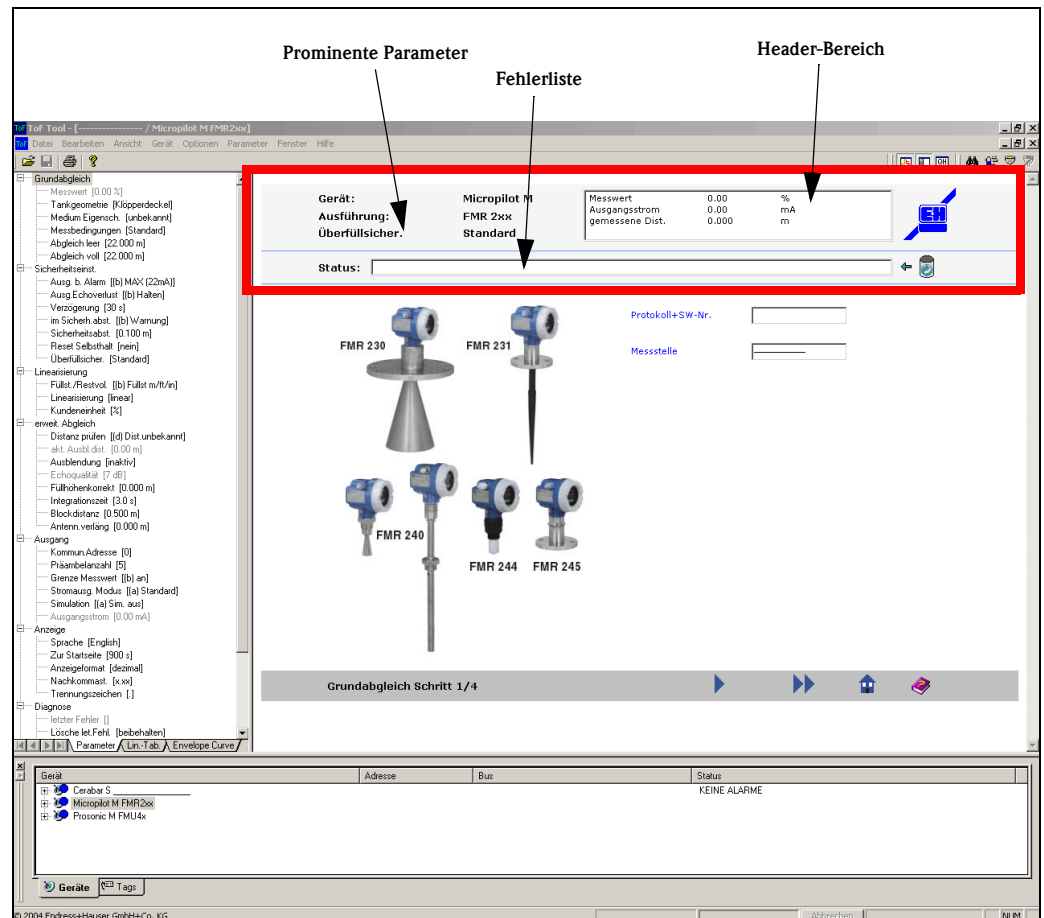 Prominente Parameter
Fehlerliste
Header-Bereich
ToF Tool - [---------------- / Micropilot M FMR2xx]
Datei Bearbeiten Ansicht Gerät Optionen Parameter Fenster Hilfe
Grundabgleich
Messwert [0.00 %]
Tankgeometrie [Klöpperdeckel]
Medium Eigensch. [unbekannt]
Messbedingungen [Standard]
Abgleich leer [22.000 m]
Abgleich voll [22.000 m]
Sicherheitseinst.
Ausg. b. Alarm [(b) MAX (22mA)]
Ausg.Echoverlust [(b) Halten]
Verzögerung [30 s]
im Sicherh.abst. [(b) Warnung]
Sicherheitsabst. [0.100 m]
Reset Selbsthalt [nein]
Überfüllsicher. [Standard]
Linearisierung
Füllst./Restvol. [(b) Füllst m/ft/in]
Linearisierung [linear]
Kundeneinheit [%]
erweit. Abgleich
Distanz prüfen [(d) Dist.unbekannt]
akt. Ausbl.dist. [0.00 m]
Ausblendung [inaktiv]
Echoqualität [7 dB]
Füllhöhenkorrekt [0.000 m]
Integrationszeit [3.0 s]
Blockdistanz [0.500 m]
Antenn.verläng [0.000 m]
Ausgang
Kommun.Adresse [0]
Präambelanzahl [5]
Grenze Messwert [(b) an]
Stromausg. Modus [(a) Standard]
Simulation [(a) Sim. aus]
Ausgangsstrom [0.00 mA]
Anzeige
Sprache [English]
Zur Startseite [900 s]
Anzeigeformat [dezimal]
Nachkommast. [x.xx]
Trennungszeichen [.]
Diagnose
letzter Fehler []
Lösche let.Fehl. [beibehalten]
Parameter Lin.-Tab. Envelope Curve
Gerät: Micropilot M
Ausführung: FMR 2xx
Überfüllsicher. Standard
Messwert 0.00 %
Ausgangsstrom 0.00 mA
gemessene Dist. 0.000 m
EH
Status:
FMR 230
FMR 231
Protokoll+SW-Nr.
Messstelle
FMR 240
FMR 244
FMR 245
Grundabgleich Schritt 1/4
Gerät Adresse Bus Status
Cerabar S ________________ KEINE ALARME
Micropilot M FMR2xx
Prosonic M FMU4x
Geräte Tags
© 2004 Endress+Hauser GmbH+Co. KG Abbrechen NUM